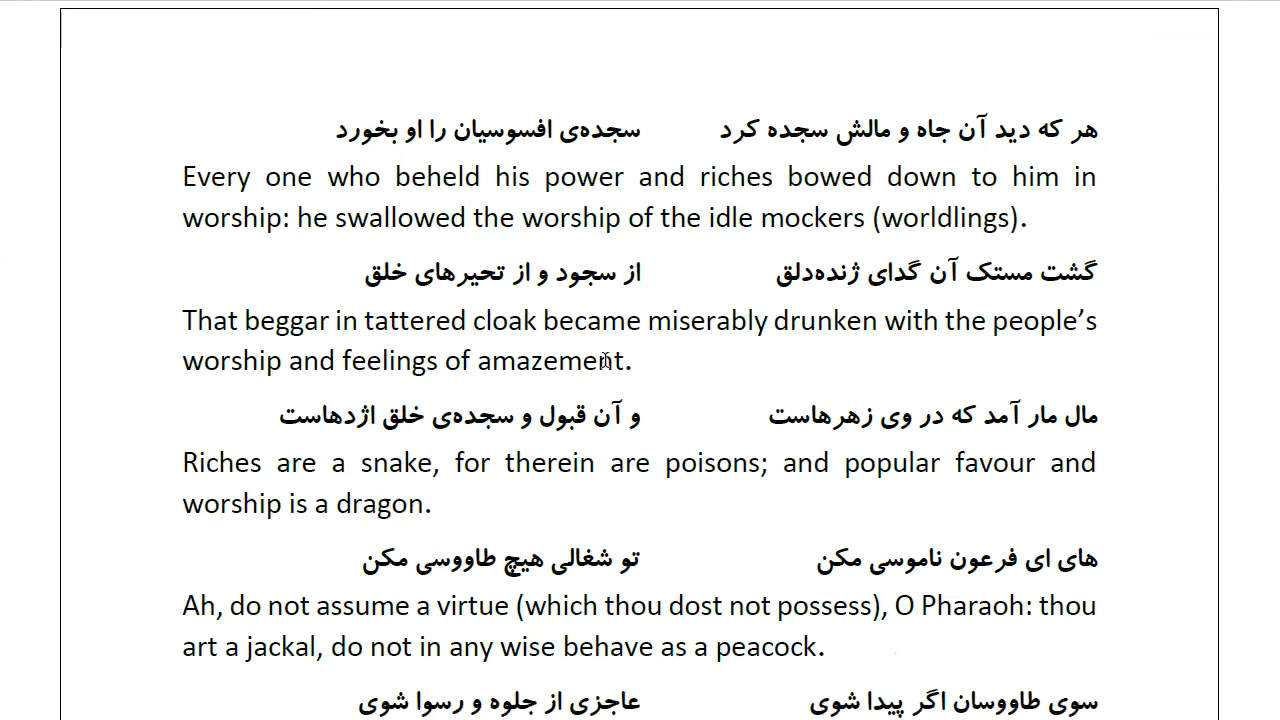 هر که دید آن جاه و مالش سجده کرد سجده‌ی افسوسیان را او بخورد
Every one who beheld his power and riches bowed down to him in
worship: he swallowed the worship of the idle mockers (worldlings).
گشت مستک آن گدای ژنده‌دلق از سجود و از تحیرهای خلق
That beggar in tattered cloak became miserably drunken with the people’s
worship and feelings of amazement.
مال مار آمد که در وی زهرهاست و آن قبول و سجده‌ی خلق اژدهاست
Riches are a snake, for therein are poisons; and popular favour and
worship is a dragon.
های ای فرعون ناموسی مکن تو شغالی هیچ طاووسی مکن
Ah, do not assume a virtue (which thou dost not possess), O Pharaoh: thou
art a jackal, do not in any wise behave as a peacock.
سوی طاووسان اگر پیدا شوی عاجزی از جلوه و رسوا شوی